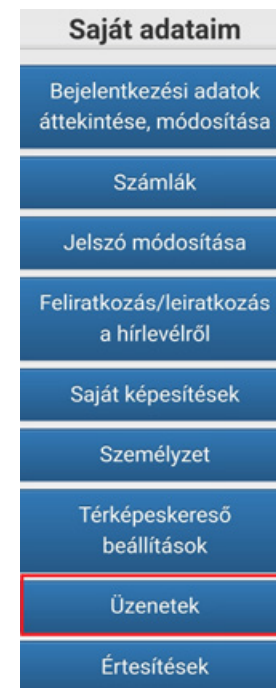 Saját adataim
Bejelentkezési adatok
áttekintése, módosítása
Számlák
Jelszó módosítása
Feliratkozás/leiratkozás
a hírlevélről
Saját képesítések
Személyzet
Térképeskereső
beállítások
Üzenetek
Értesítések